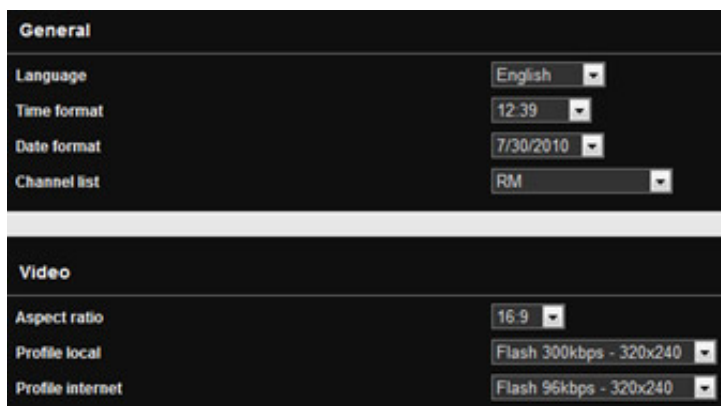 General
Language English
Time format 12:39
Date format 7/30/2010
Channel list RM
Video
Aspect ratio 16:9
Profile local Flash 300kbps - 320x240
Profile internet Flash 96kbps - 320x240